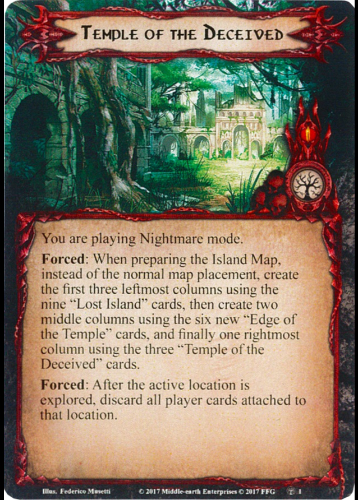 Temple of the Deceived
You are playing Nightmare mode.
Forced: When preparing the Island Map,
instead of the normal map placement, create
the first three leftmost columns using the
nine “Lost Island” cards, then create two
middle columns using the six new “Edge of
the Temple” cards, and finally one rightmost
column using the three “Temple of the
Deceived” cards.
Forced: After the active location is
explored, discard all player cards attached to
that location.
Illus. Federico Musetti © 2017 Middle-earth Enterprises © 2017 FFG 1